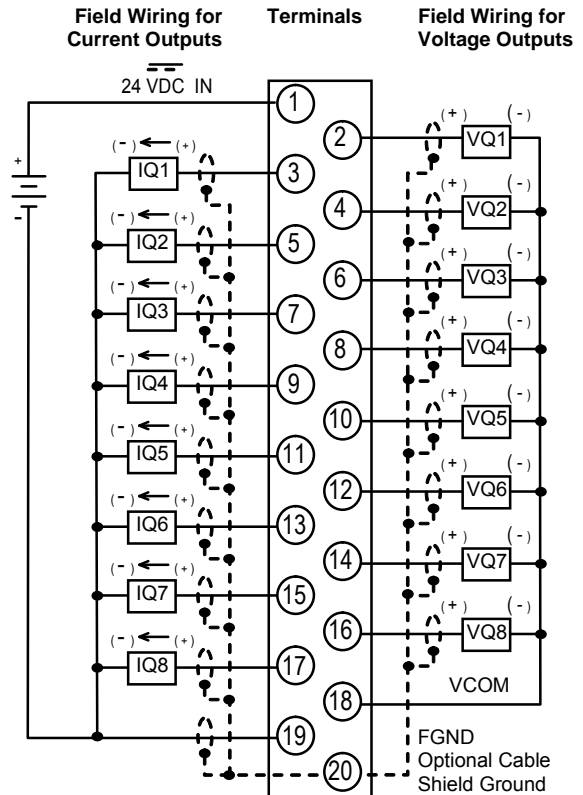 Field Wiring for
Current Outputs
Terminals
Field Wiring for
Voltage Outputs
24 VDC IN
1
2
(+) VQ1 (-)
+
-
(-) (+)
IQ1
3
4
(+) VQ2 (-)
(-) (+)
IQ2
5
6
(+) VQ3 (-)
(-) (+)
IQ3
7
8
(+) VQ4 (-)
(-) (+)
IQ4
9
10
(+) VQ5 (-)
(-) (+)
IQ5
11
12
(+) VQ6 (-)
(-) (+)
IQ6
13
14
(+) VQ7 (-)
(-) (+)
IQ7
15
16
(+) VQ8 (-)
(-) (+)
IQ8
17
18
VCOM
19
20
FGND
Optional Cable
Shield Ground